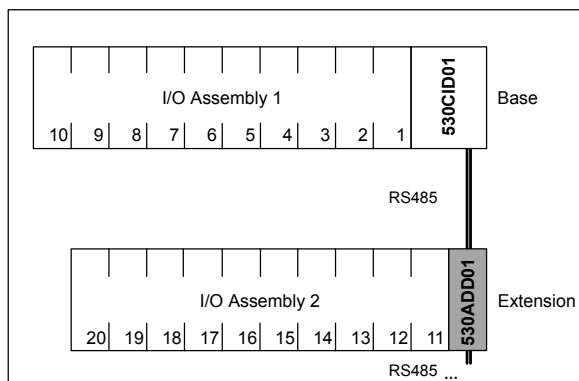 I/O Assembly 1
530CID01
Base
10 9 8 7 6 5 4 3 2 1
RS485
I/O Assembly 2
530ADD01
Extension
20 19 18 17 16 15 14 13 12 11
RS485 ...